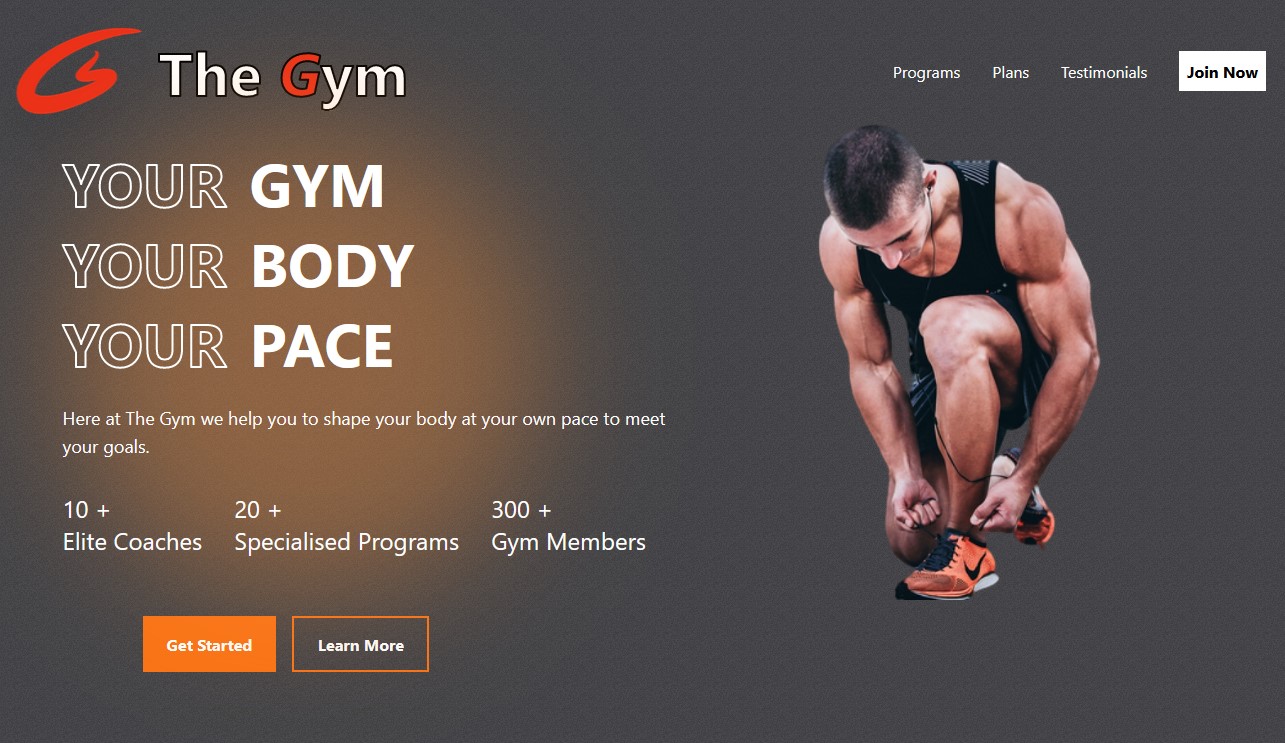 The Gym
Programs Plans Testimonials Join Now
YOUR GYM
YOUR BODY
YOUR PACE
Here at The Gym we help you to shape your body at your own pace to meet
your goals.
10 +
Elite Coaches
20 +
Specialised Programs
300 +
Gym Members
Get Started
Learn More